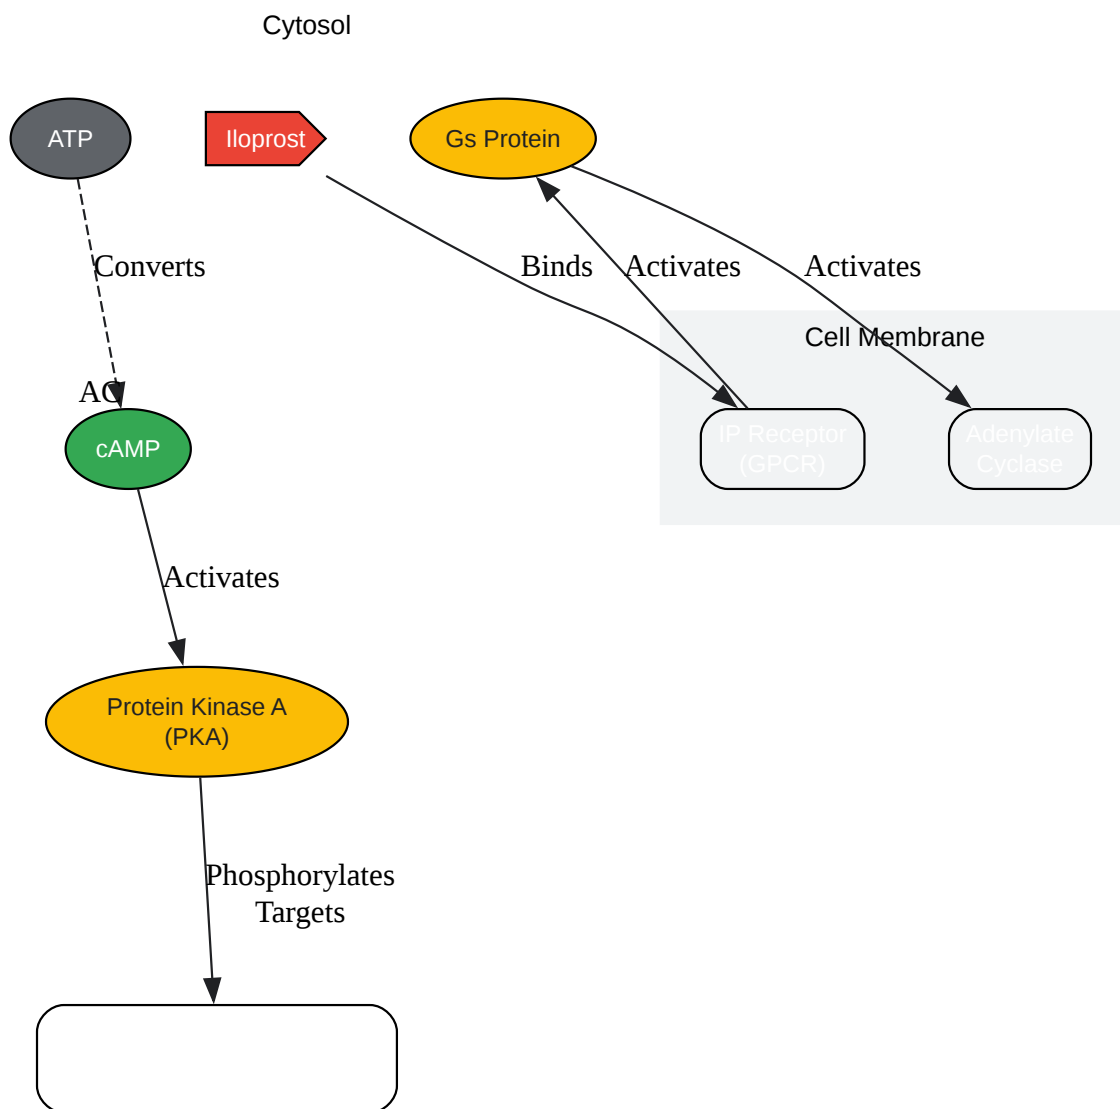 Cytosol
ATP
Iloprost
Gs Protein
Converts
Binds
Activates
Activates
Cell Membrane
AC
cAMP
IP Receptor
(GPCR)
Adenylate
Cyclase
Activates
Protein Kinase A
(PKA)
Phosphorylates
Targets